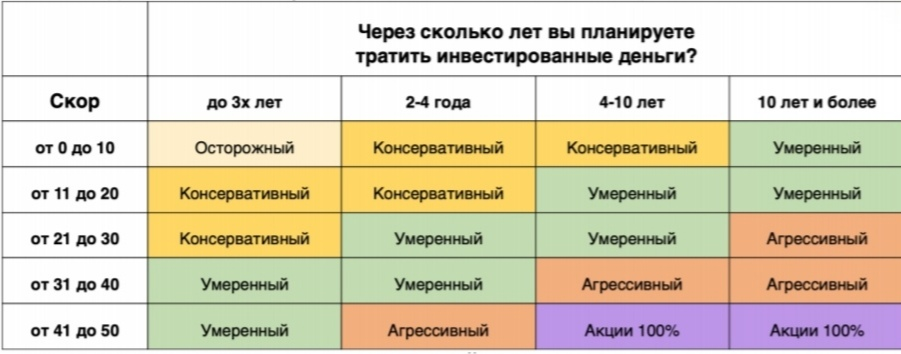 Через сколько лет вы планируете
тратить инвестированные деньги?
Скор до 3х лет 2-4 года 4-10 лет 10 лет и более
от 0 до 10 Осторожный Консервативный Консервативный Умеренный
от 11 до 20 Консервативный Консервативный Умеренный Умеренный
от 21 до 30 Консервативный Умеренный Умеренный Агрессивный
от 31 до 40 Умеренный Умеренный Агрессивный Агрессивный
от 41 до 50 Умеренный Агрессивный Акции 100% Акции 100%